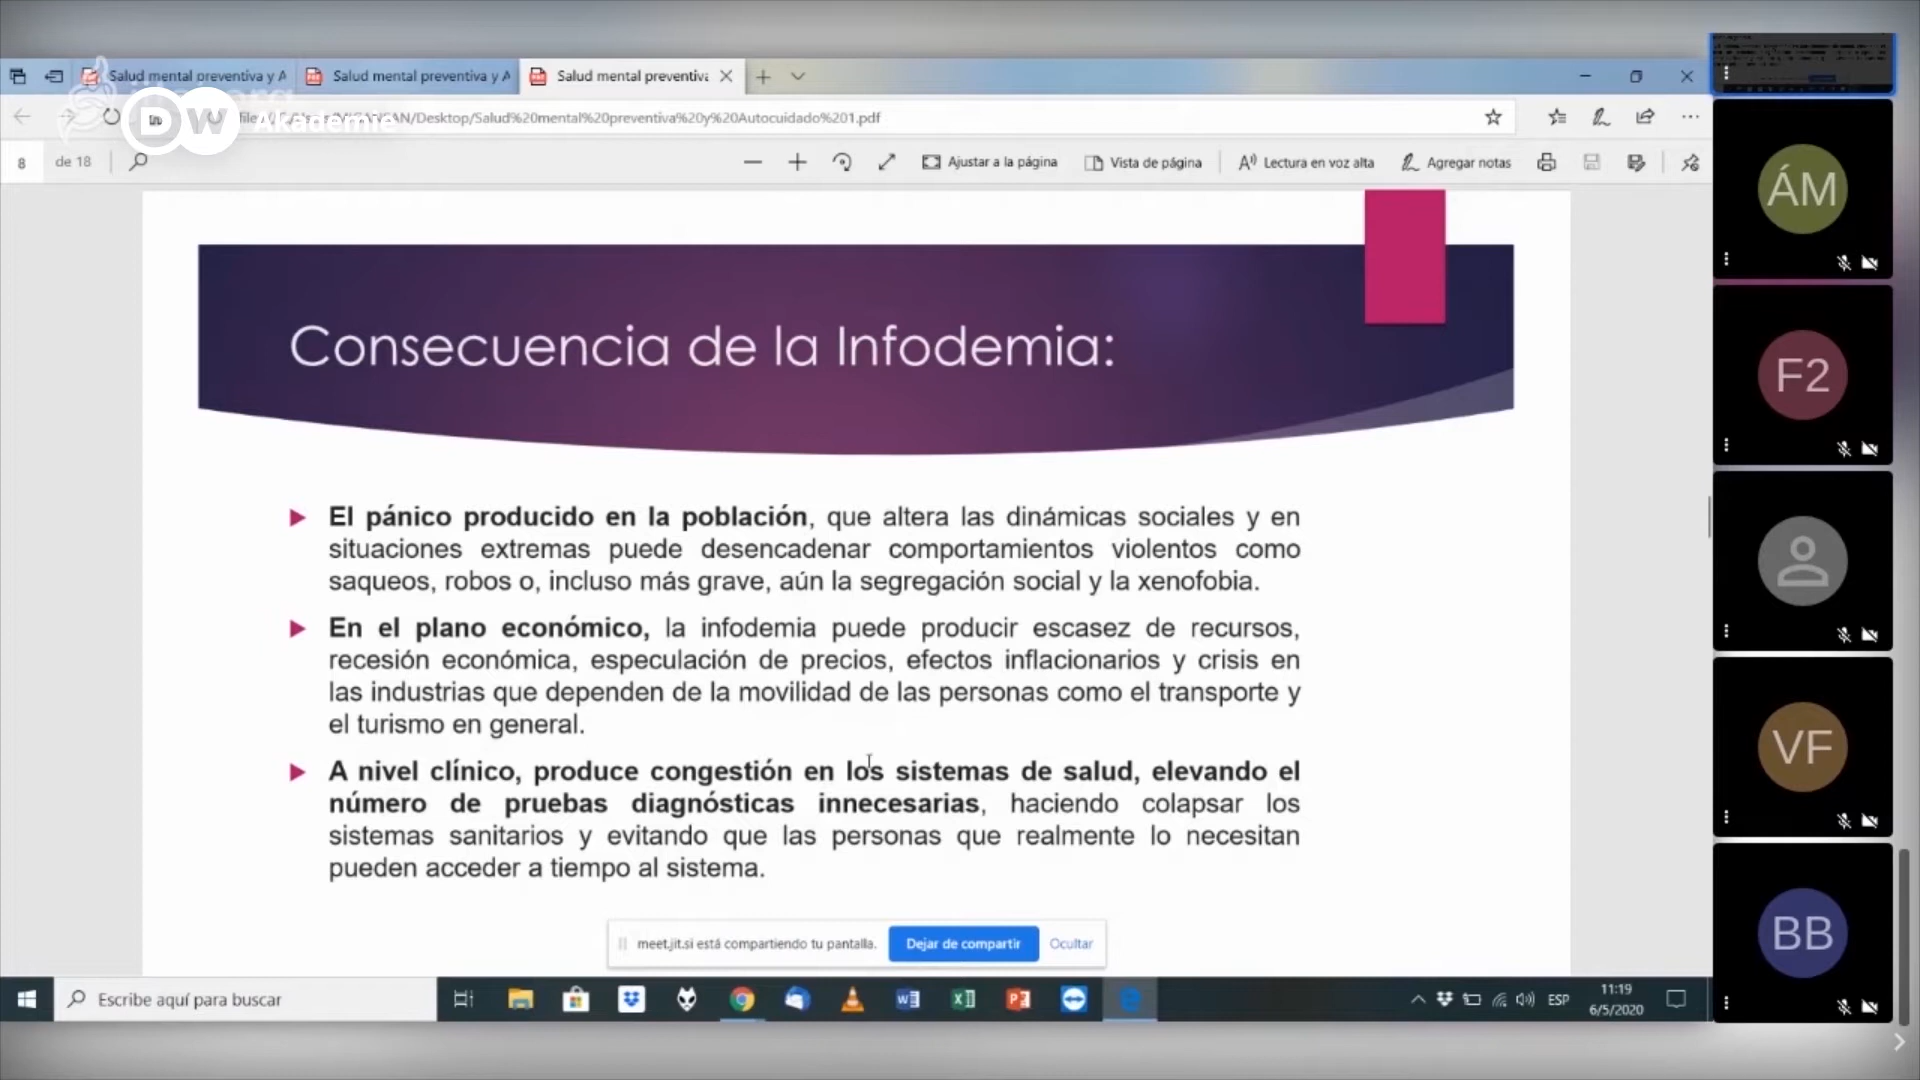 Salud mental preventiva y A
Salud mental preventiva y A
Salud mental preventiva
DW Akademie
/Desktop/Salud%20mental%20preventiva%20y%20Autocuidado%201.pdf
8 de 18
Ajustar a la página
Vista de página
Lectura en voz alta
Agregar notas
Consecuencia de la Infodemia:
El pánico producido en la población, que altera las dinámicas sociales y en
situaciones extremas puede desencadenar comportamientos violentos como
saqueos, robos o, incluso más grave, aún la segregación social y la xenofobia.
En el plano económico, la infodemia puede producir escasez de recursos,
recesión económica, especulación de precios, efectos inflacionarios y crisis en
las industrias que dependen de la movilidad de las personas como el transporte y
el turismo en general.
A nivel clínico, produce congestión en los sistemas de salud, elevando el
número de pruebas diagnósticas innecesarias, haciendo colapsar los
sistemas sanitarios y evitando que las personas que realmente lo necesitan
pueden acceder a tiempo al sistema.
meet.jit.si está compartiendo tu pantalla.
Dejar de compartir
Ocultar
Escribe aquí para buscar
ESP
11:19
6/5/2020
ÁM
F2
VF
BB